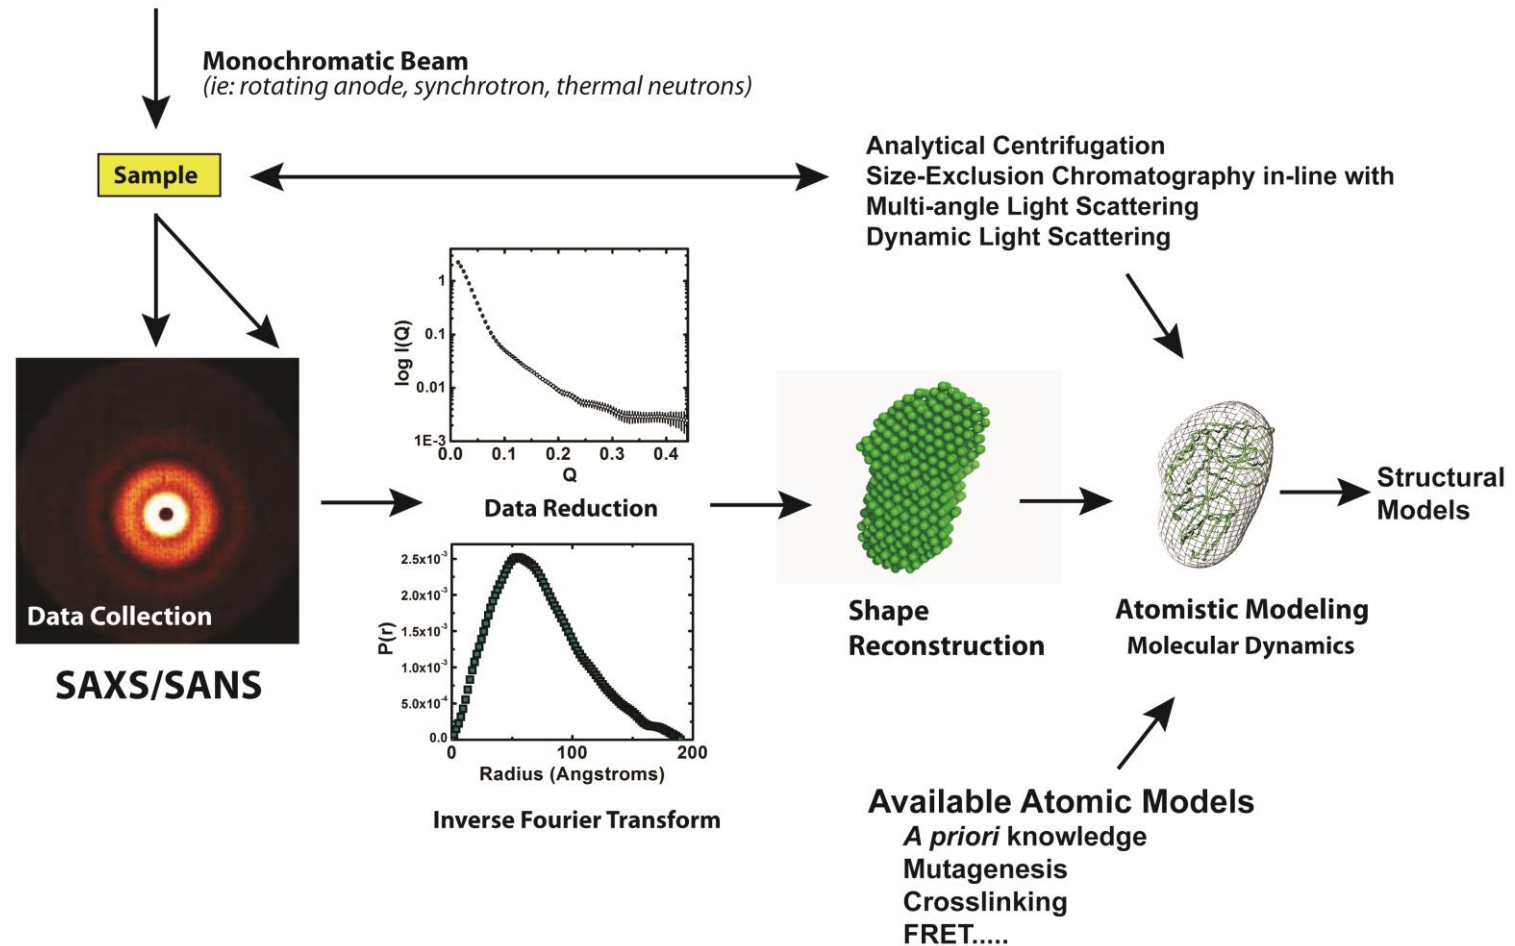 Monochromatic Beam
(ie: rotating anode, synchrotron, thermal neutrons)
Sample
Analytical Centrifugation
Size-Exclusion Chromatography in-line with
Multi-angle Light Scattering
Dynamic Light Scattering
log I(Q)
1
0.1
0.01
1E-3
0.0 0.1 0.2 0.3 0.4
Q
Data Reduction
Data Collection
SAXS/SANS
P(r)
2.5x10⁻³
2.0x10⁻³
1.5x10⁻³
1.0x10⁻³
5.0x10⁻⁴
0.0
0 100 200
Radius (Angstroms)
Inverse Fourier Transform
Shape
Reconstruction
Atomistic Modeling
Molecular Dynamics
Structural
Models
Available Atomic Models
A priori knowledge
Mutagenesis
Crosslinking
FRET.....